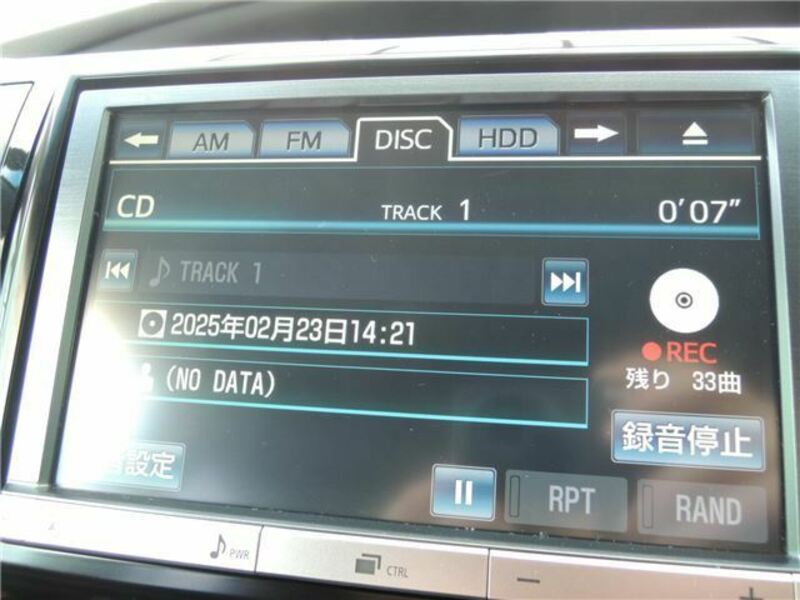 AM FM DISC HDD
CD TRACK 1 0'07"
TRACK 1
2025年02月23日14:21
(NO DATA)
REC
残り 33曲
録音停止
設定
RPT RAND
PWR CTRL